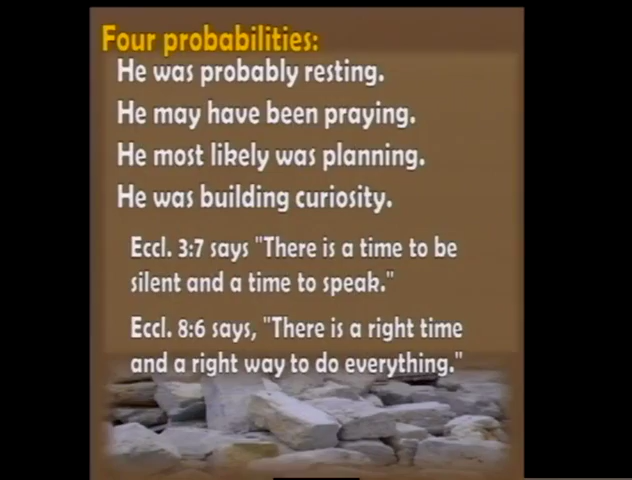 Four probabilities:
He was probably resting.
He may have been praying.
He most likely was planning.
He was building curiosity.
Eccl. 3:7 says "There is a time to be
silent and a time to speak."
Eccl. 8:6 says, "There is a right time
and a right way to do everything."